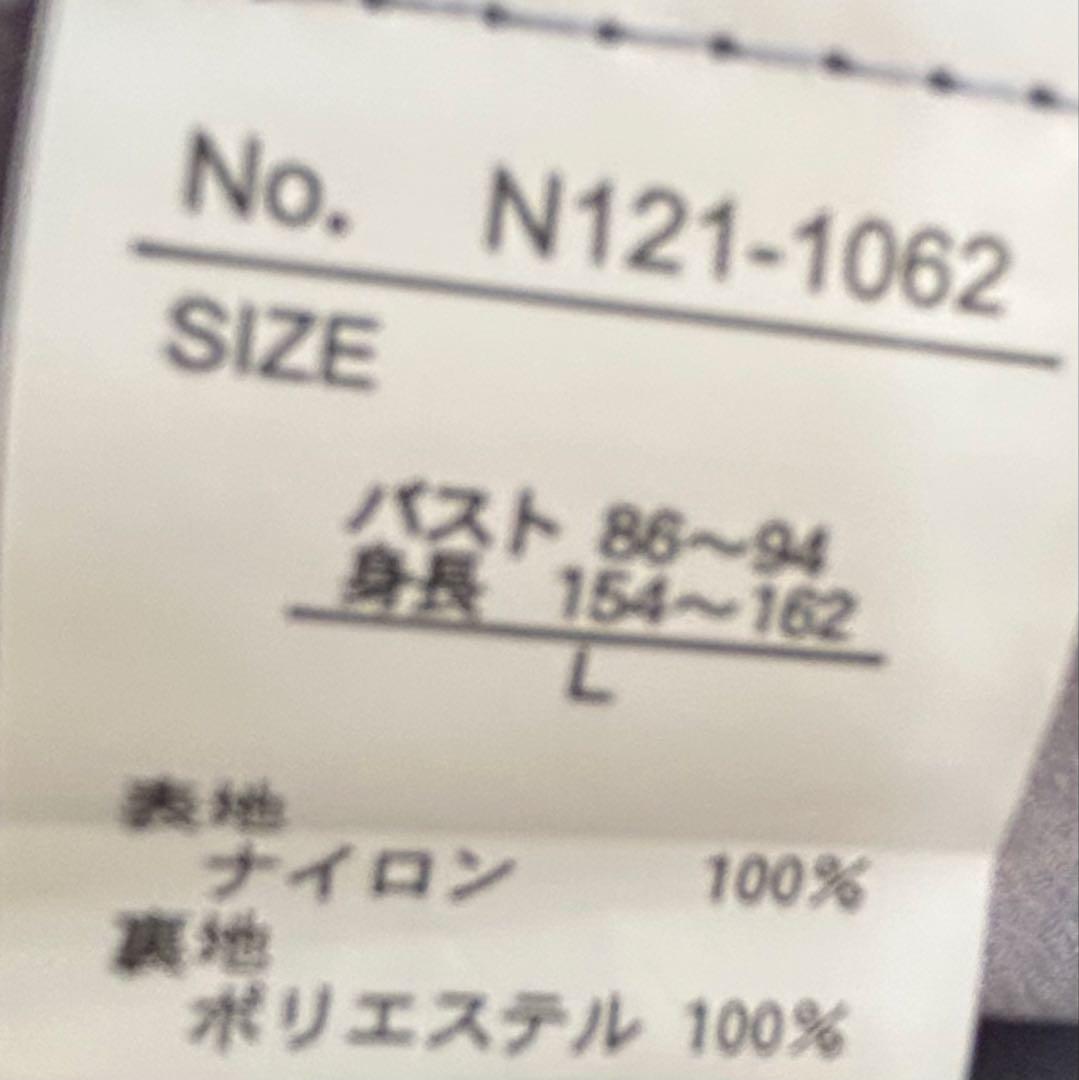 No. N121-1062
SIZE
バスト 86～94
身長 154～162
L
表地
ナイロン 100%
裏地
ポリエステル 100%